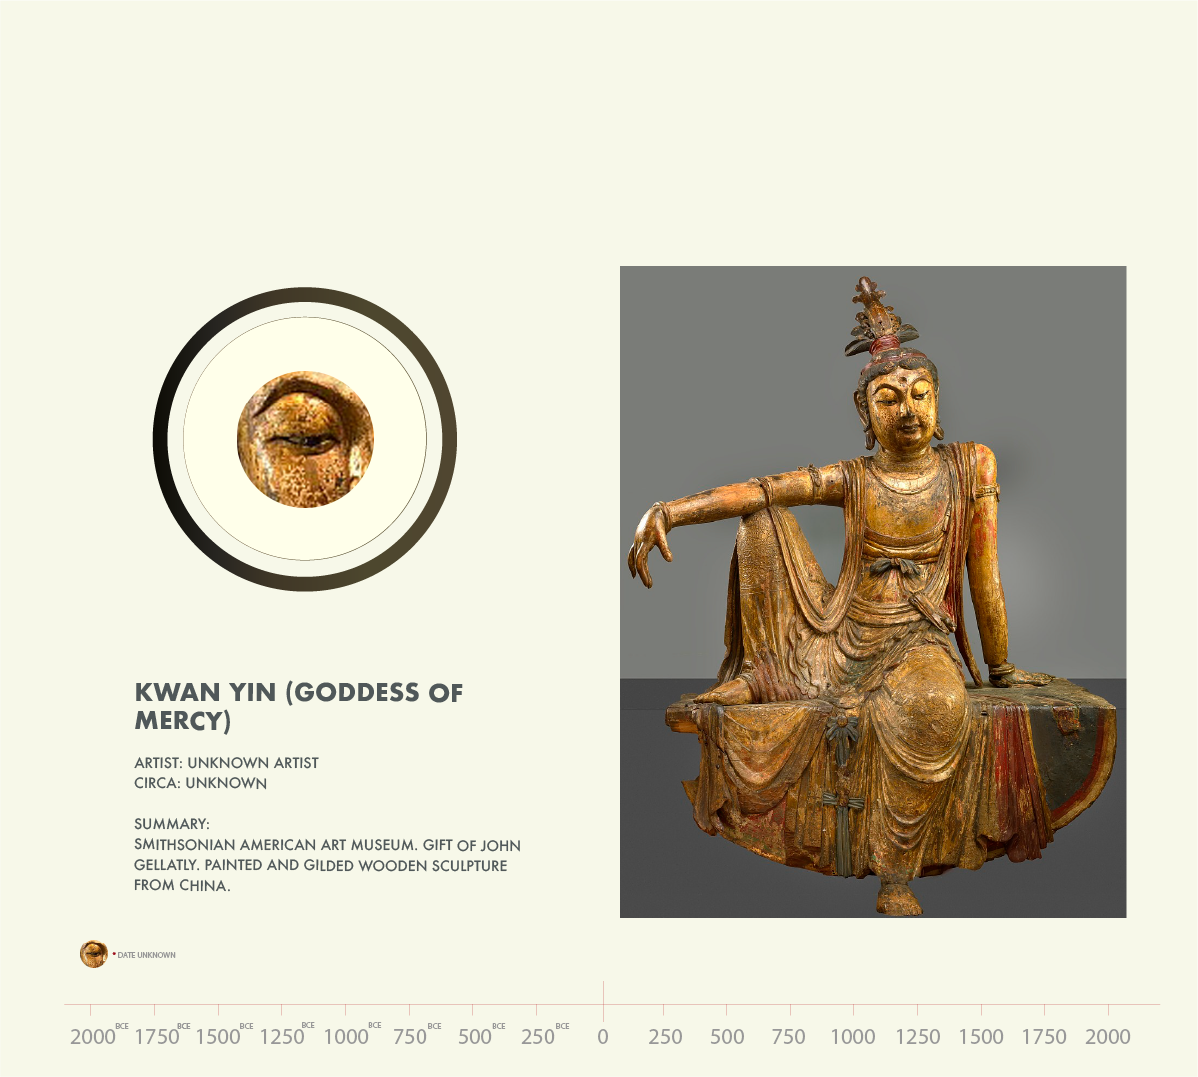 KWAN YIN (GODDESS OF
MERCY)
ARTIST: UNKNOWN ARTIST
CIRCA: UNKNOWN
SUMMARY:
SMITHSONIAN AMERICAN ART MUSEUM. GIFT OF JOHN
GELLATLY. PAINTED AND GILDED WOODEN SCULPTURE
FROM CHINA.
• DATE UNKNOWN
2000 BCE 1750 BCE 1500 BCE 1250 BCE 1000 BCE 750 BCE 500 BCE 250 BCE 0 250 500 750 1000 1250 1500 1750 2000